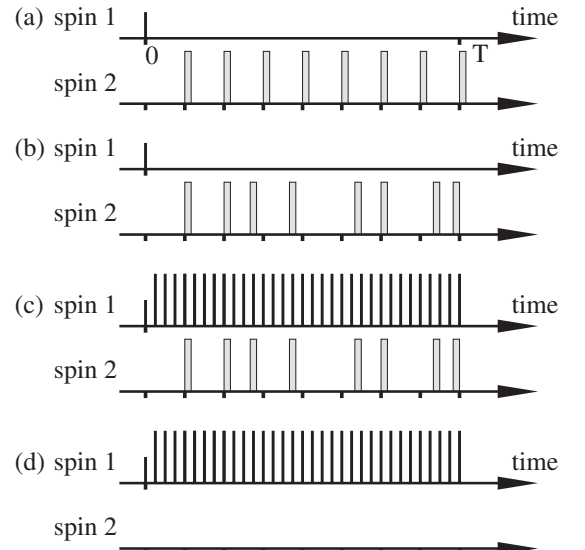 (a) spin 1 time
0 T
spin 2
(b) spin 1 time
spin 2
(c) spin 1 time
spin 2
(d) spin 1 time
spin 2